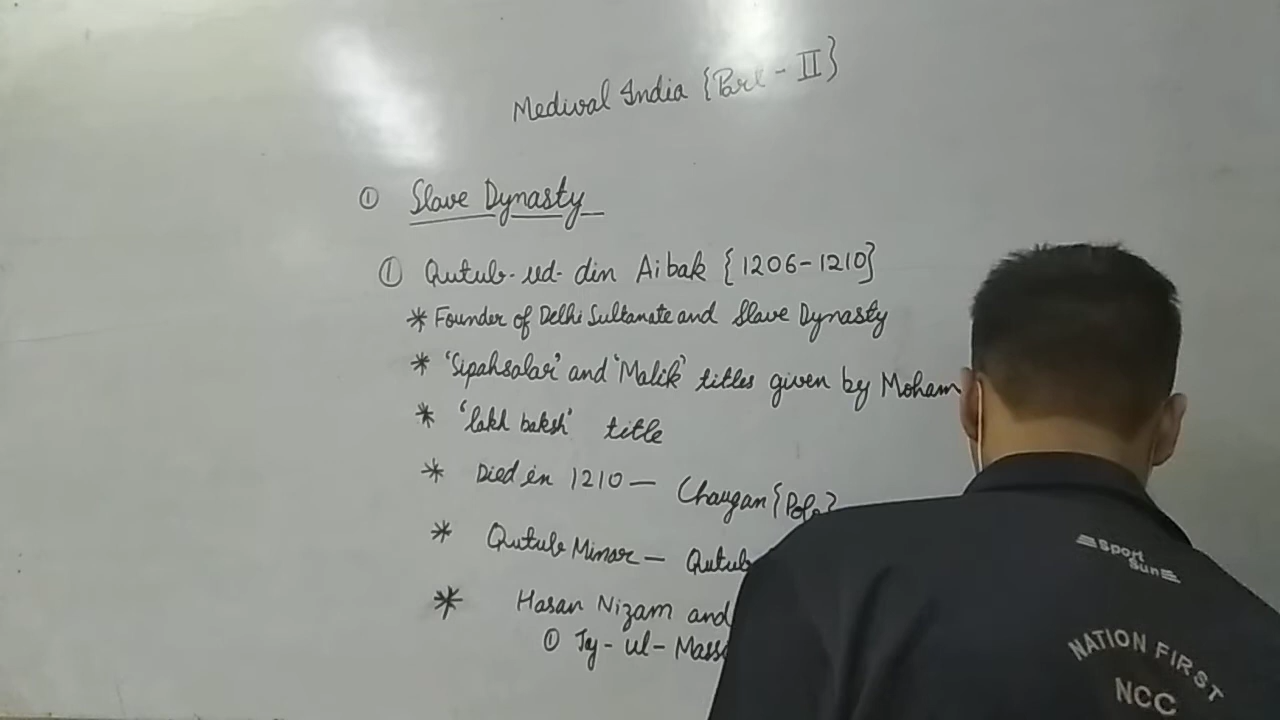 Medival India {Part - II}
① Slave Dynasty
① Qutub-ud-din Aibak {1206-1210}
* Founder of Delhi Sultanate and Slave Dynasty
* 'Sipahsalar' and 'Malik' titles given by Moham
* 'lakh baksh' title
* Died in 1210 — Chaugan {Polo}
* Qutub Minar — Qutub
* Hasan Nizam and
① Taj-ul-Mass
Sport
Sun
NATION FIRST
NCC